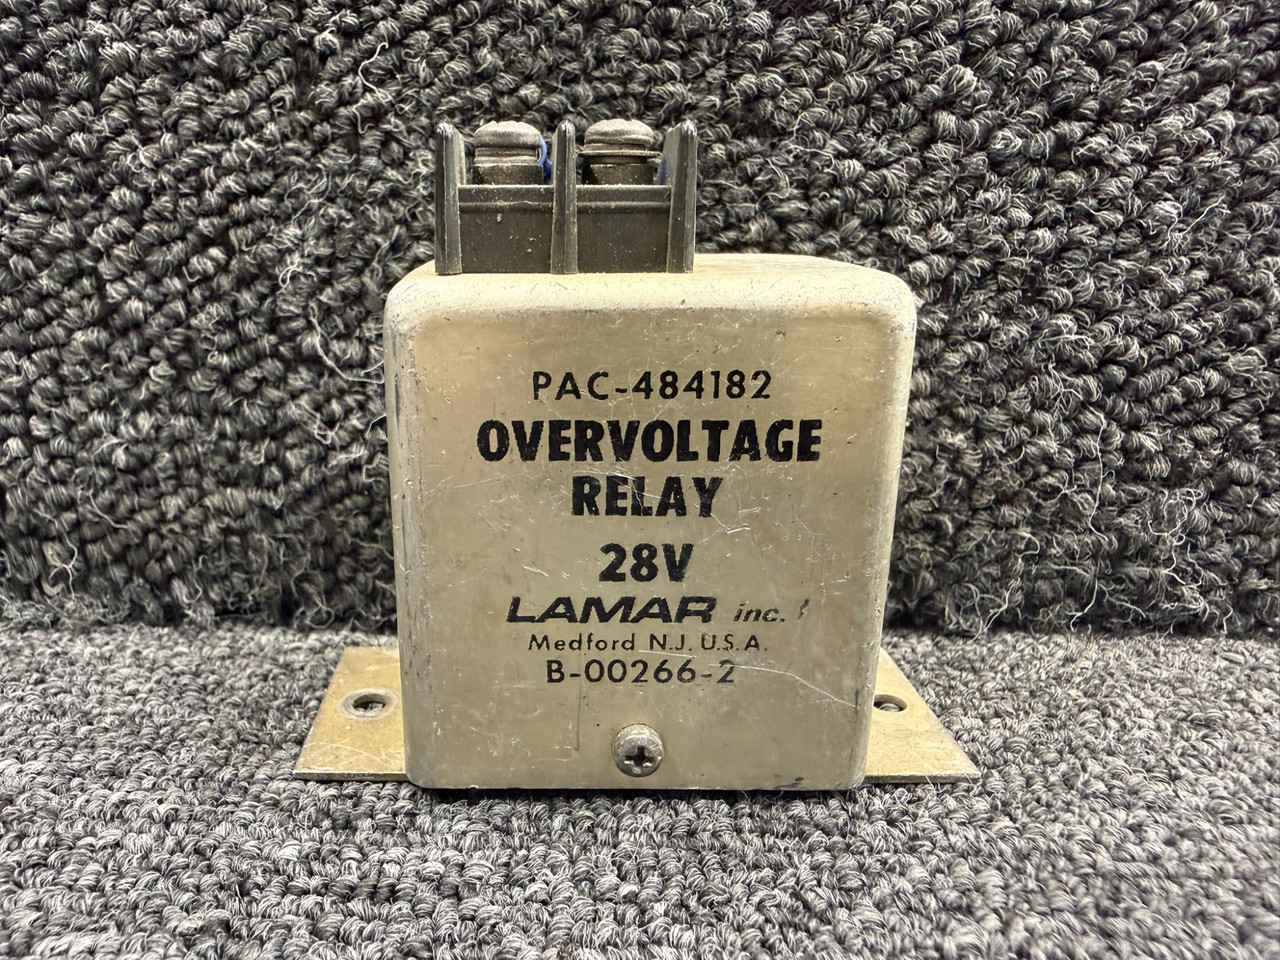 PAC-484182
OVERVOLTAGE
RELAY
28V
LAMAR inc.
Medford N.J. U.S.A.
B-00266-2